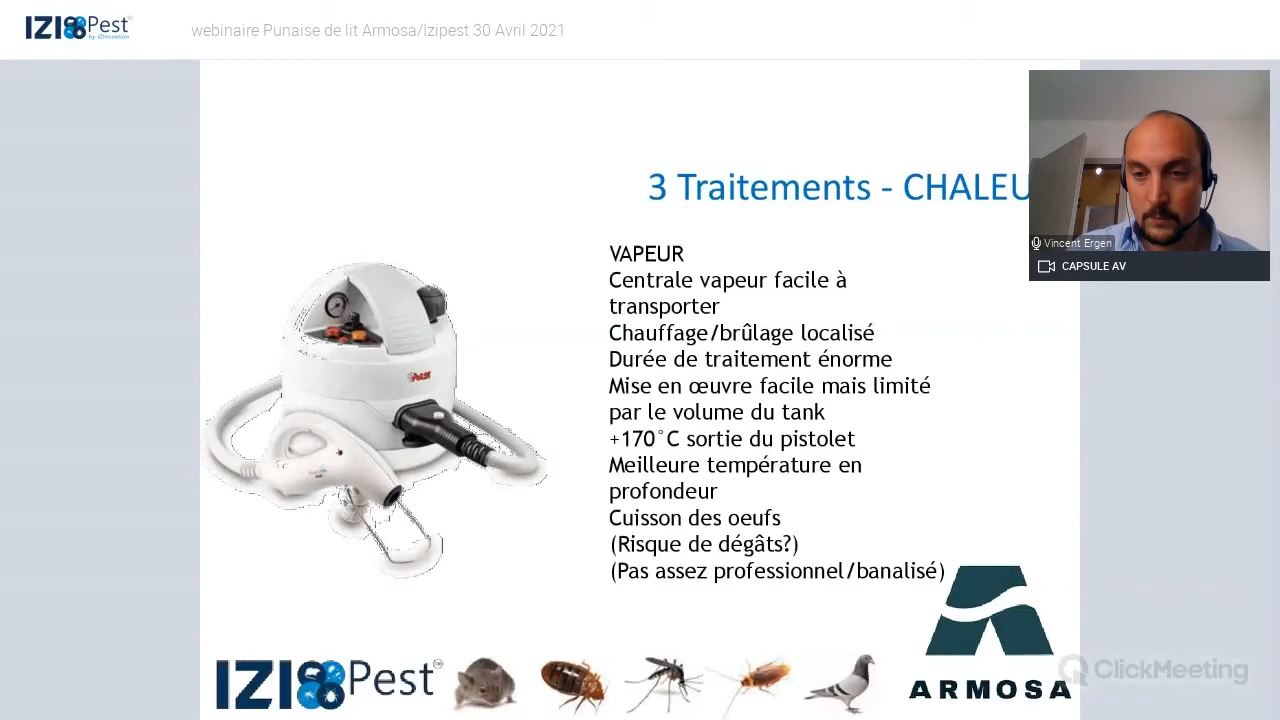 IZI Pest
by iZinovation
webinaire Punaise de lit Armosa/Izipest 30 Avril 2021
3 Traitements - CHALEU
Vincent Ergen
CAPSULE AV
VAPEUR
Centrale vapeur facile à
transporter
Chauffage/brûlage localisé
Durée de traitement énorme
Mise en œuvre facile mais limité
par le volume du tank
+170°C sortie du pistolet
Meilleure température en
profondeur
Cuisson des oeufs
(Risque de dégâts?)
(Pas assez professionnel/banalisé)
IZI Pest™
ARMOSA
ClickMeeting